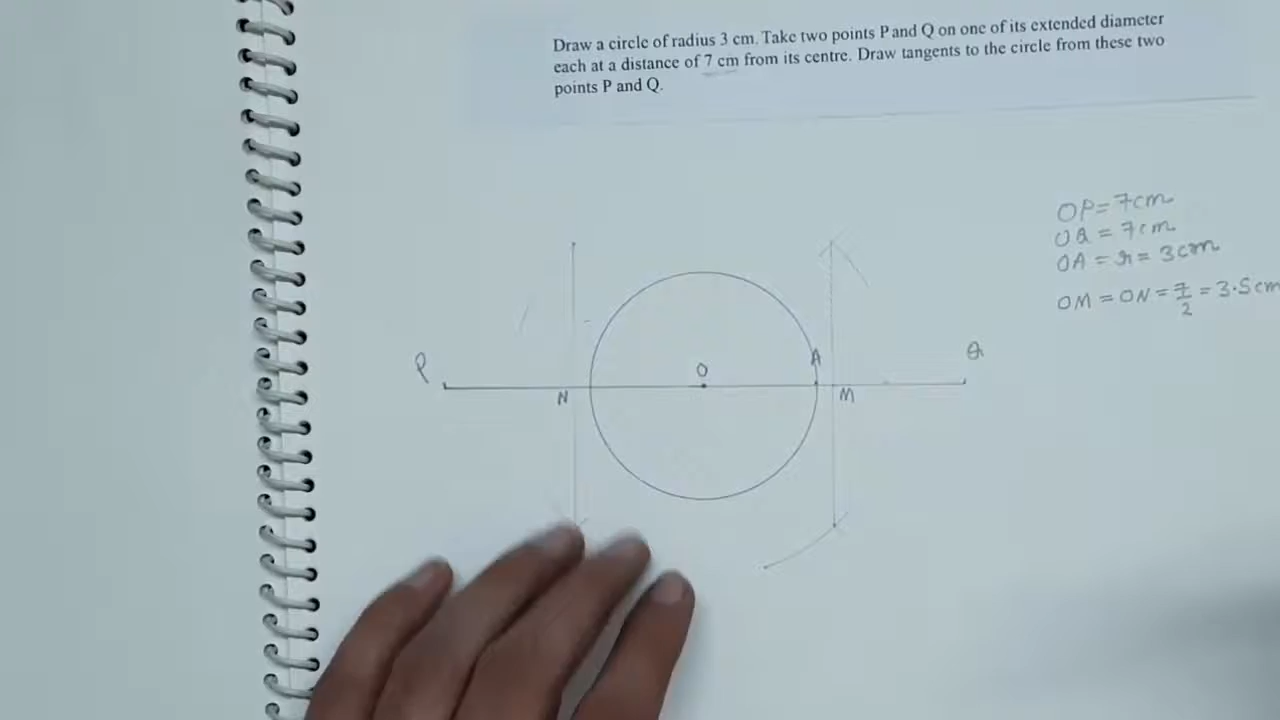 Draw a circle of radius 3 cm. Take two points P and Q on one of its extended diameter
each at a distance of 7 cm from its centre. Draw tangents to the circle from these two
points P and Q.
OP = 7cm
OQ = 7cm
OA = r = 3cm
OM = ON = 7/2 = 3.5cm
P
N
O
A
M
Q